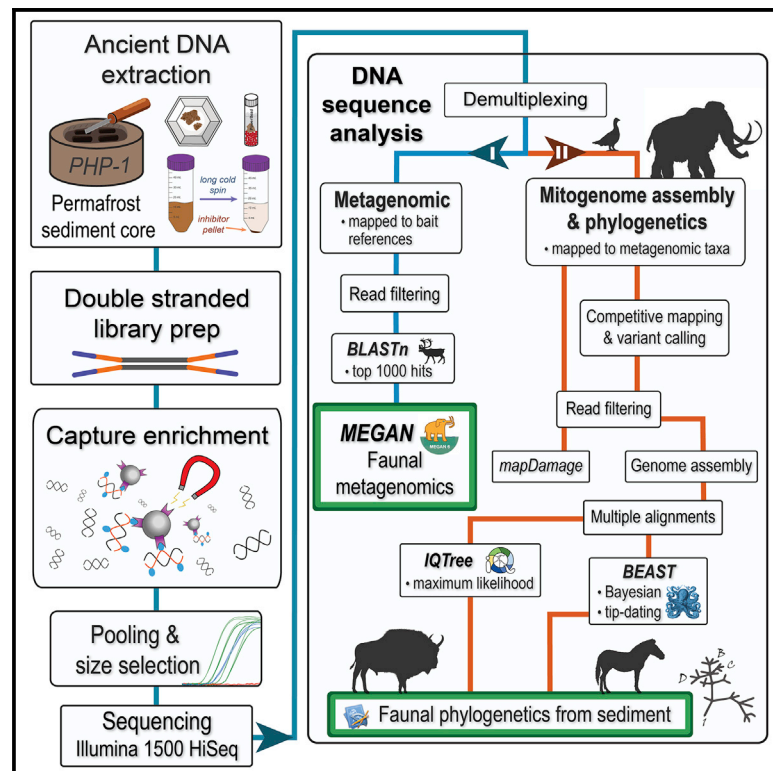 Ancient DNA
extraction
PHP-1
long cold
spin
inhibitor
pellet
Permafrost
sediment core
Double stranded
library prep
Capture enrichment
Pooling &
size selection
Sequencing
Illumina 1500 HiSeq
DNA
sequence
analysis
Demultiplexing
I
II
Metagenomic
• mapped to bait
references
Read filtering
BLASTn
• top 1000 hits
MEGAN
MEGAN 6
Faunal
metagenomics
Mitogenome assembly
& phylogenetics
• mapped to metagenomic taxa
Competitive mapping
& variant calling
Read filtering
mapDamage
Genome assembly
Multiple alignments
IQTree
• maximum likelihood
BEAST
• Bayesian
• tip-dating
B
C
D
1
Faunal phylogenetics from sediment